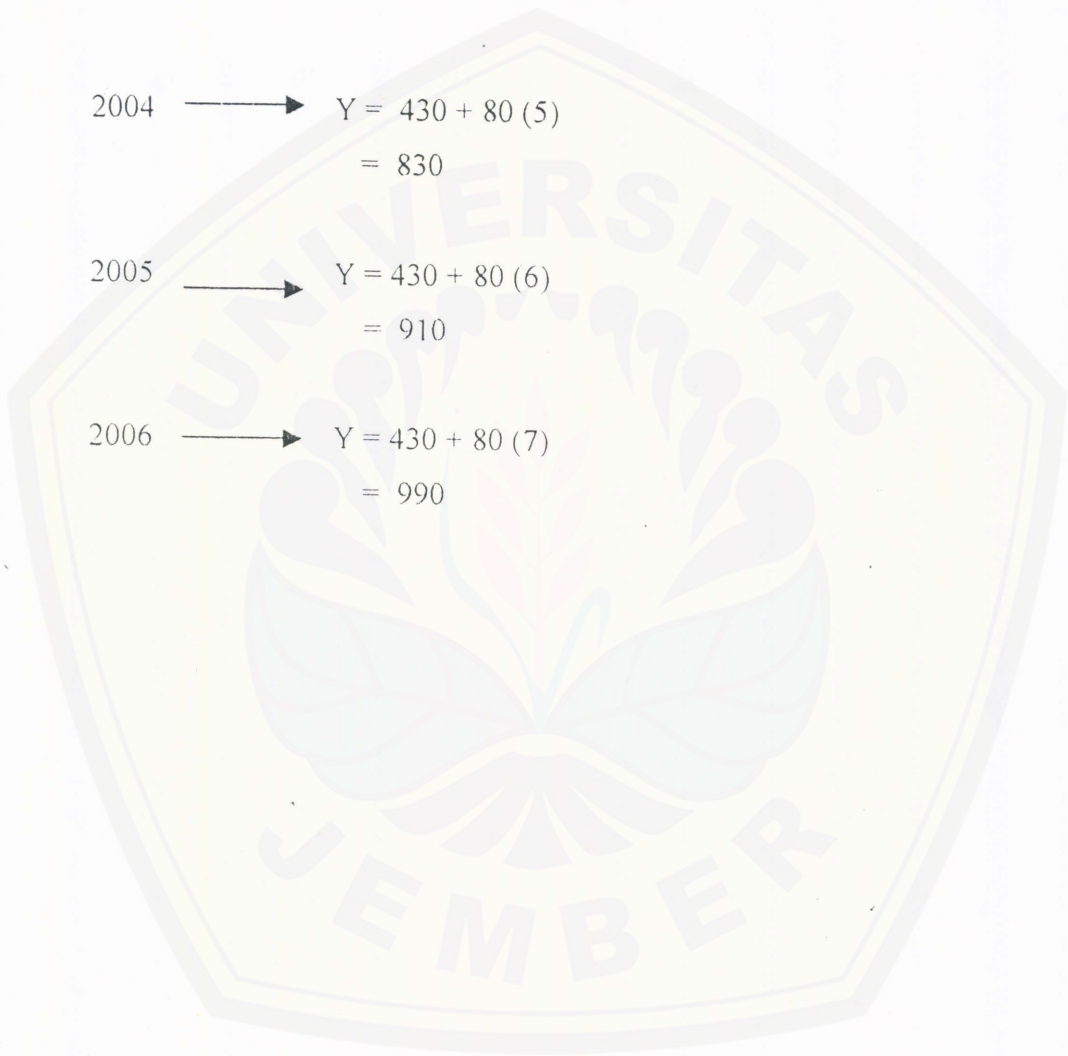 2004 → Y = 430 + 80 (5)
= 830
2005 → Y = 430 + 80 (6)
= 910
2006 → Y = 430 + 80 (7)
= 990
UNIVERSITAS
JEMBER